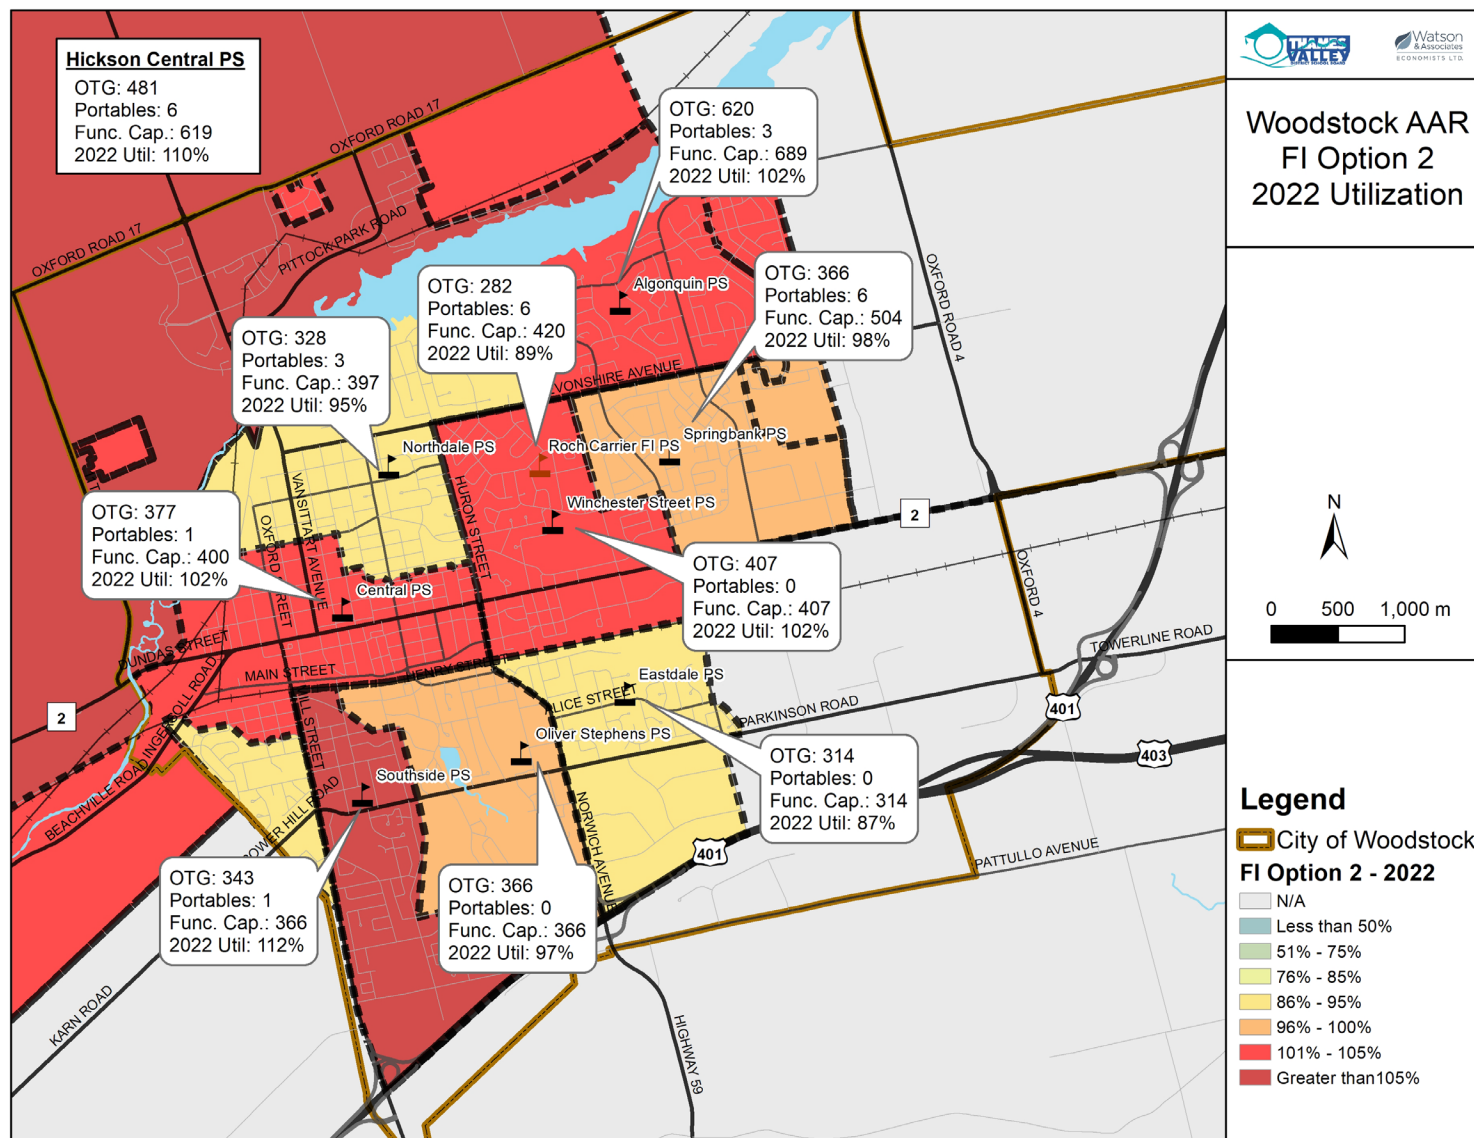 Hickson Central PS
OTG: 481
Portables: 6
Func. Cap.: 619
2022 Util: 110%
OXFORD ROAD 17
OXFORD ROAD 17
PITTOCK PARK ROAD
OTG: 620
Portables: 3
Func. Cap.: 689
2022 Util: 102%
OTG: 282
Portables: 6
Func. Cap.: 420
2022 Util: 89%
OTG: 366
Portables: 6
Func. Cap.: 504
2022 Util: 98%
OTG: 328
Portables: 3
Func. Cap.: 397
2022 Util: 95%
Algonquin PS
OXFORD ROAD 4
VONSHIRE AVENUE
Northdale PS
Roch Carrier FI PS
Springbank PS
Winchester Street PS
HURON STREET
VANSITTART AVENUE
2
OTG: 377
Portables: 1
Func. Cap.: 400
2022 Util: 102%
OTG: 407
Portables: 0
Func. Cap.: 407
2022 Util: 102%
Central PS
OXFORD STREET
OXFORD 4
DUNDAS STREET
MAIN STREET
HENRY STREET
TOWERLINE ROAD
Eastdale PS
ALICE STREET
PARKINSON ROAD
2
INGERSOLL ROAD
MILL STREET
Oliver Stephens PS
401
403
Southside PS
BEACHVILLE ROAD
OWER HILL ROAD
NORWICH AVENUE
OTG: 314
Portables: 0
Func. Cap.: 314
2022 Util: 87%
401
PATTULLO AVENUE
OTG: 343
Portables: 1
Func. Cap.: 366
2022 Util: 112%
OTG: 366
Portables: 0
Func. Cap.: 366
2022 Util: 97%
KARN ROAD
HIGHWAY 59
THAMES
VALLEY
DISTRICT SCHOOL BOARD
Watson
& Associates
ECONOMISTS LTD.
Woodstock AAR
FI Option 2
2022 Utilization
N
0 500 1,000 m
Legend
City of Woodstock
FI Option 2 - 2022
N/A
Less than 50%
51% - 75%
76% - 85%
86% - 95%
96% - 100%
101% - 105%
Greater than105%